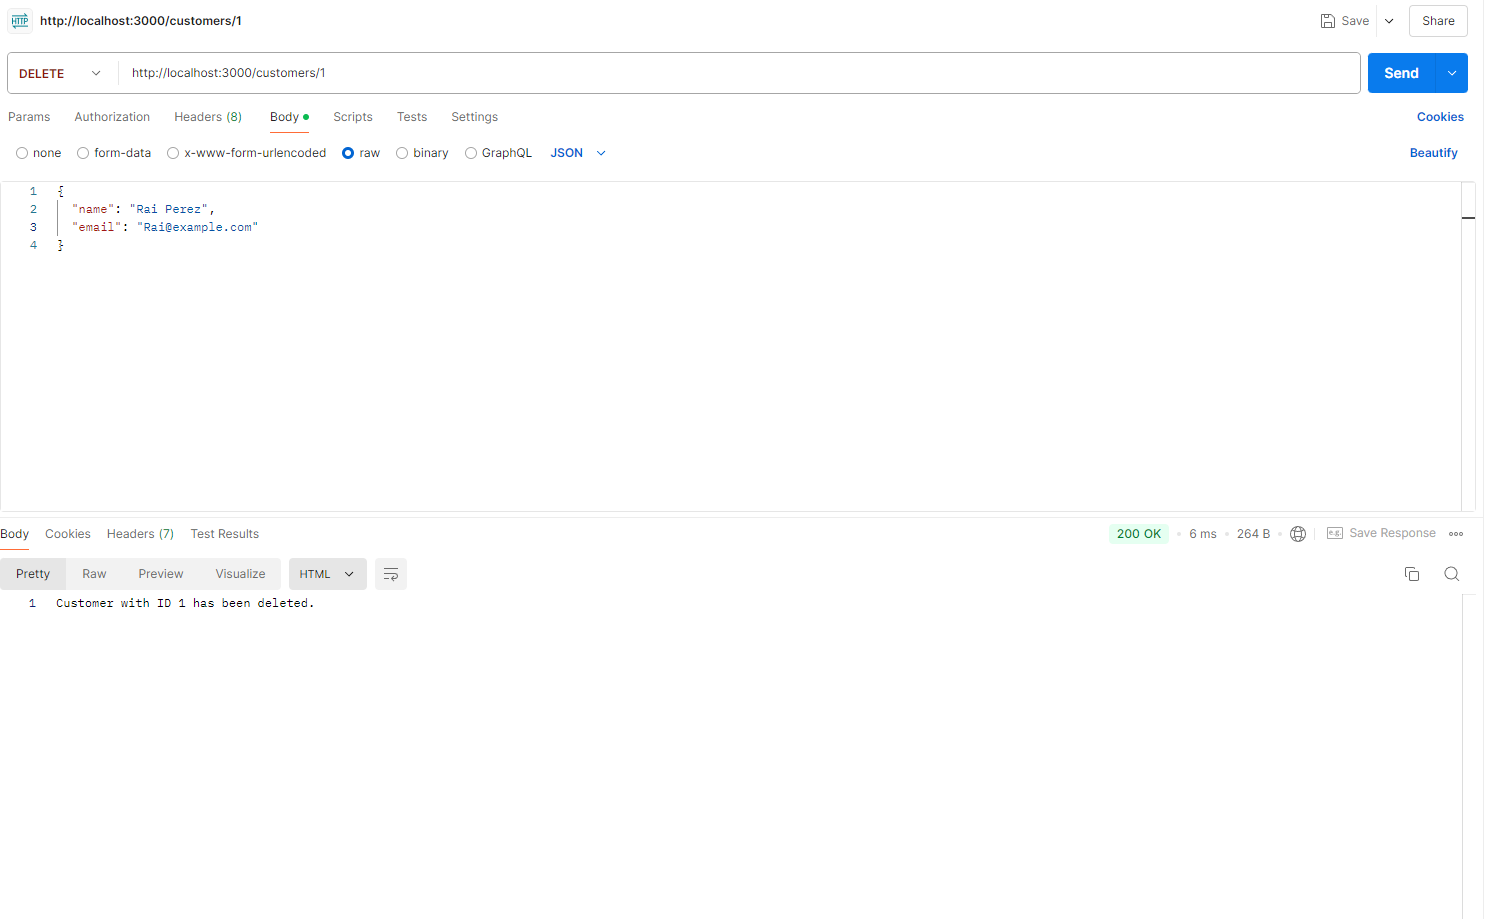 HTTP http://localhost:3000/customers/1 Save Share
DELETE http://localhost:3000/customers/1 Send
Params Authorization Headers (8) Body Scripts Tests Settings Cookies
none form-data x-www-form-urlencoded raw binary GraphQL JSON Beautify
1 {
2 "name": "Rai Perez",
3 "email": "Rai@example.com"
4 }
Body Cookies Headers (7) Test Results 200 OK • 6 ms • 264 B • e.g. Save Response
Pretty Raw Preview Visualize HTML
1 Customer with ID 1 has been deleted.